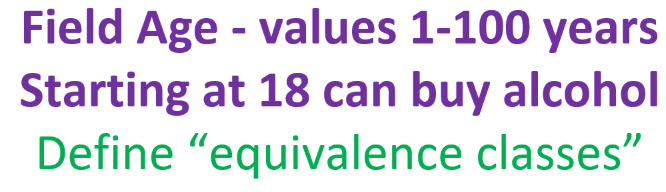 Field Age - values 1-100 years
Starting at 18 can buy alcohol
Define “equivalence classes”